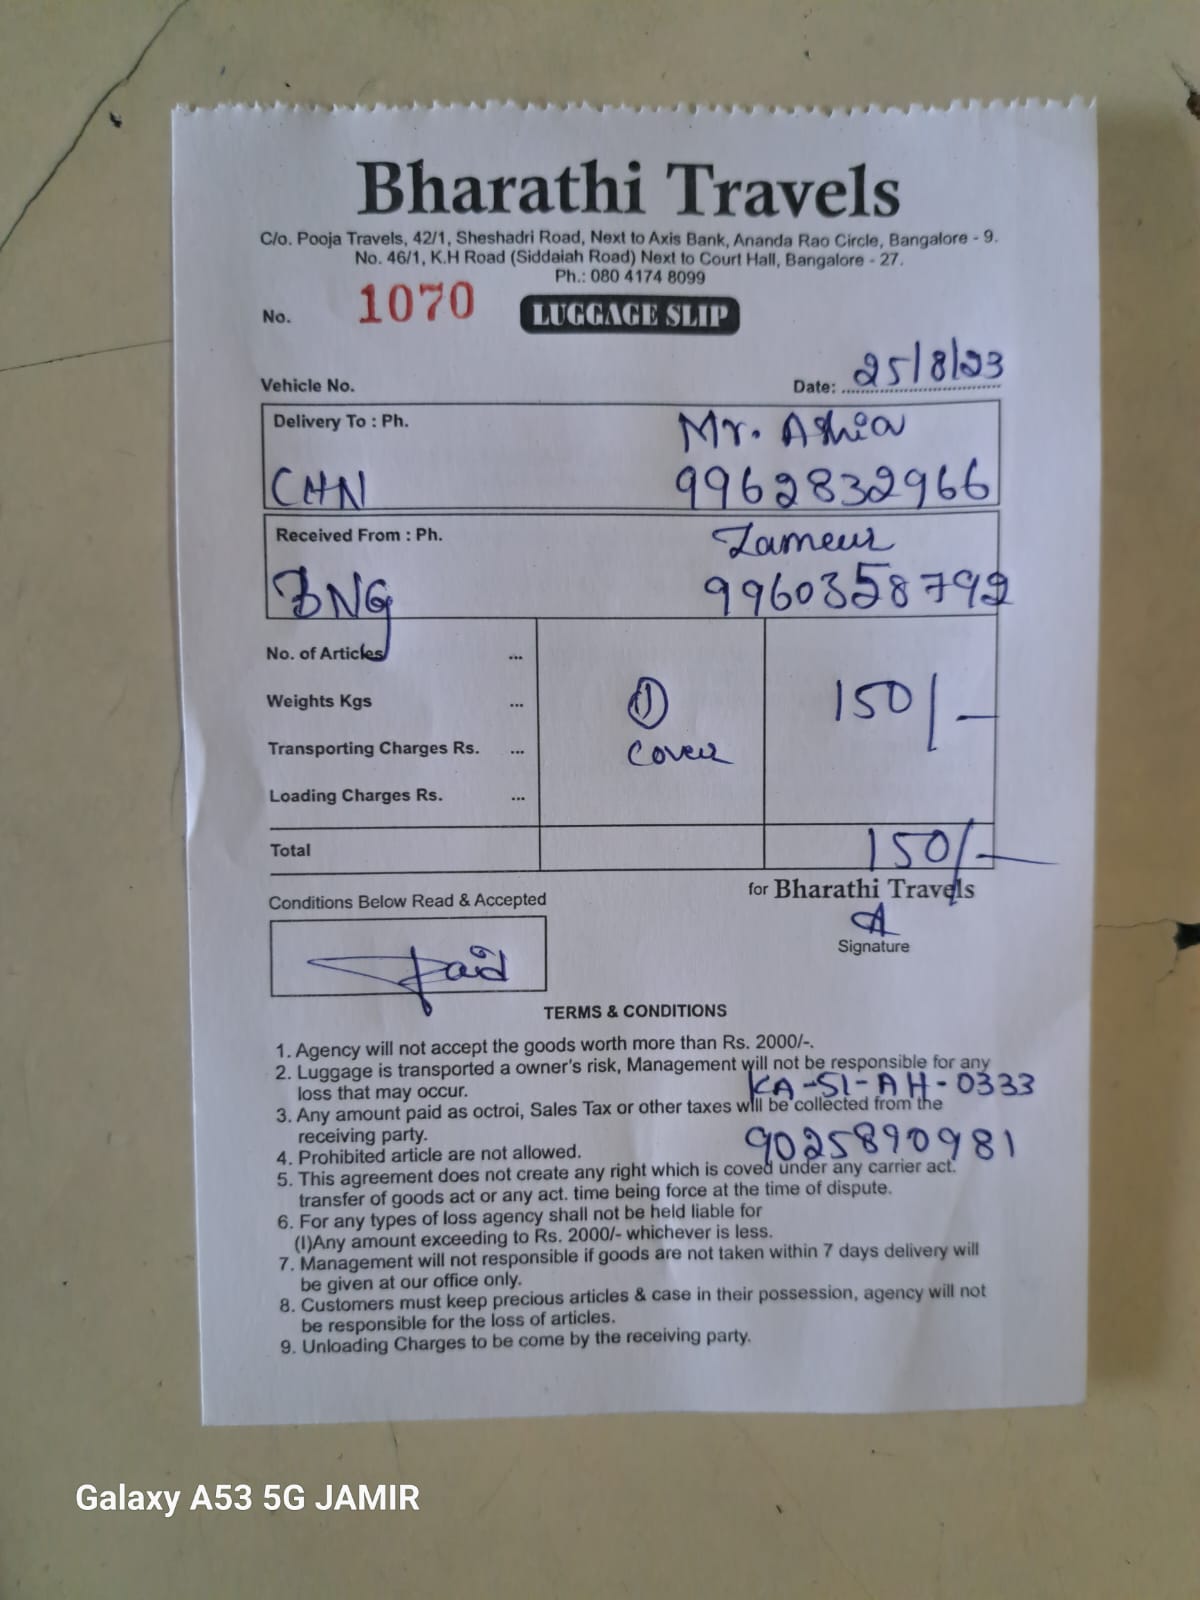 Bharathi Travels
C/o. Pooja Travels, 42/1, Sheshadri Road, Next to Axis Bank, Ananda Rao Circle, Bangalore - 9.
No. 46/1, K.H Road (Siddaiah Road) Next to Court Hall, Bangalore - 27.
Ph.: 080 4174 8099
No. 1070 LUGGAGE SLIP
Vehicle No. Date: 25/8/23
Delivery To : Ph. Mr.
CHN 9962832966
Received From : Ph. Zameer
BNG 9960358792
No. of Articles ...
Weights Kgs ... 1 150/-
Transporting Charges Rs. ... Cover
Loading Charges Rs. ...
Total 150/-
for Bharathi Travels
Conditions Below Read & Accepted
Signature
Paid
TERMS & CONDITIONS
1. Agency will not accept the goods worth more than Rs. 2000/-.
2. Luggage is transported a owner's risk, Management will not be responsible for any
loss that may occur.
KA-51-AH-0333
3. Any amount paid as octroi, Sales Tax or other taxes will be collected from the
receiving party.
9025890981
4. Prohibited article are not allowed.
5. This agreement does not create any right which is coved under any carrier act.
transfer of goods act or any act. time being force at the time of dispute.
6. For any types of loss agency shall not be held liable for
(I)Any amount exceeding to Rs. 2000/- whichever is less.
7. Management will not responsible if goods are not taken within 7 days delivery will
be given at our office only.
8. Customers must keep precious articles & case in their possession, agency will not
be responsible for the loss of articles.
9. Unloading Charges to be come by the receiving party.
Galaxy A53 5G JAMIR